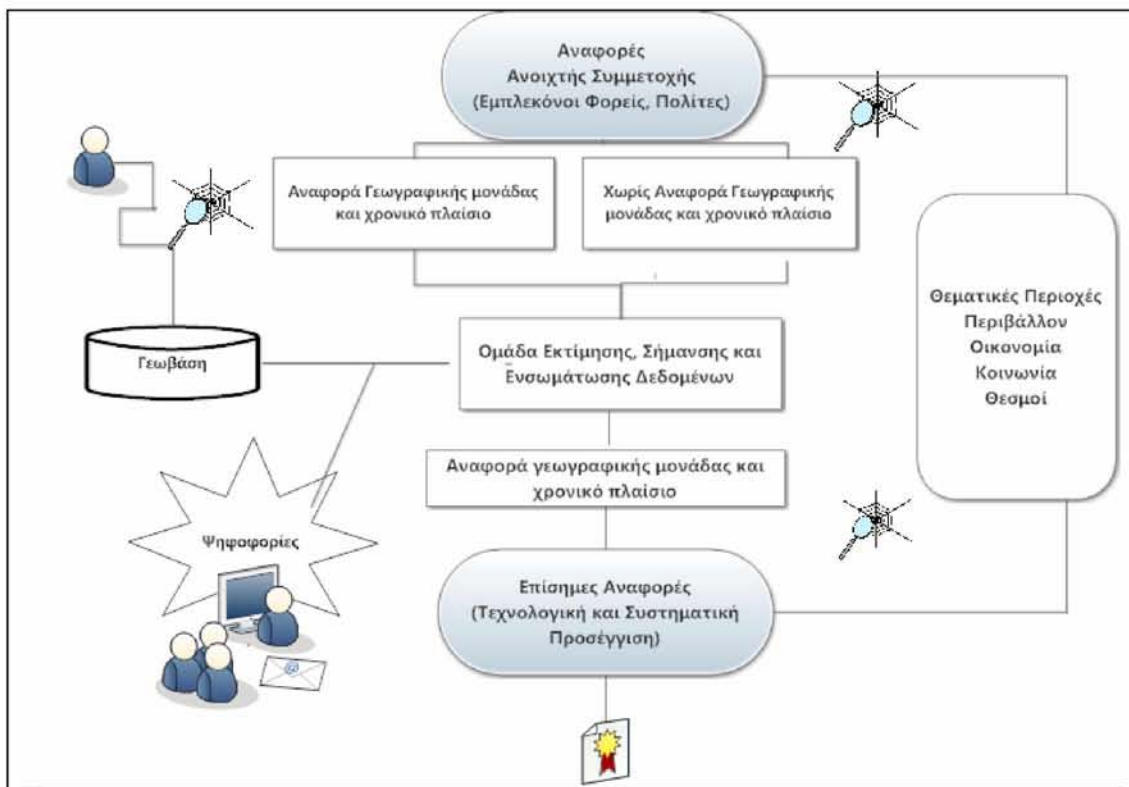 Αναφορές
Ανοιχτής Συμμετοχής
(Εμπλεκόνοι Φορείς, Πολίτες)
Αναφορά Γεωγραφικής μονάδας
και χρονικό πλαίσιο
Χωρίς Αναφορά Γεωγραφικής
μονάδας και χρονικό πλαίσιο
Θεματικές Περιοχές
Περιβάλλον
Οικονομία
Κοινωνία
Θεσμοί
Γεωβάση
Ομάδα Εκτίμησης, Σήμανσης και
Ενσωμάτωσης Δεδομένων
Αναφορά γεωγραφικής μονάδας και
χρονικό πλαίσιο
Ψηφοφορίες
Επίσημες Αναφορές
(Τεχνολογική και Συστηματική
Προσέγγιση)
@